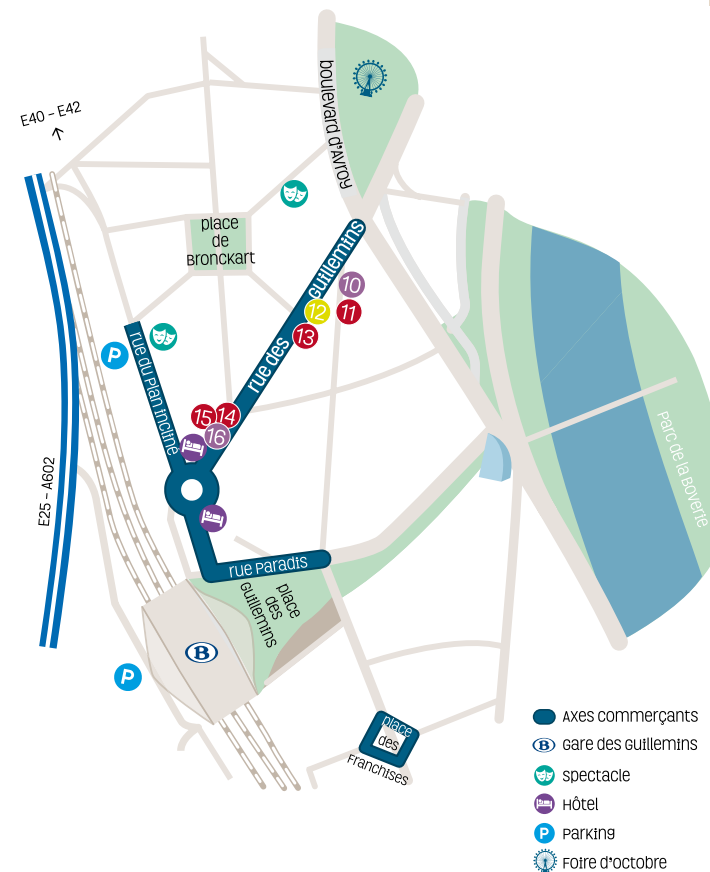 E40 – E42
boulevard d'Avroy
place
de
Bronckart
rue des Guillemins
10
12
11
13
P
rue du Plan incliné
15
14
16
E25 – A602
Parc de la Boverie
rue Paradis
place
des
Guillemins
B
P
place
des
Franchises
Axes commerçants
B Gare des Guillemins
Spectacle
Hôtel
P Parking
Foire d'octobre